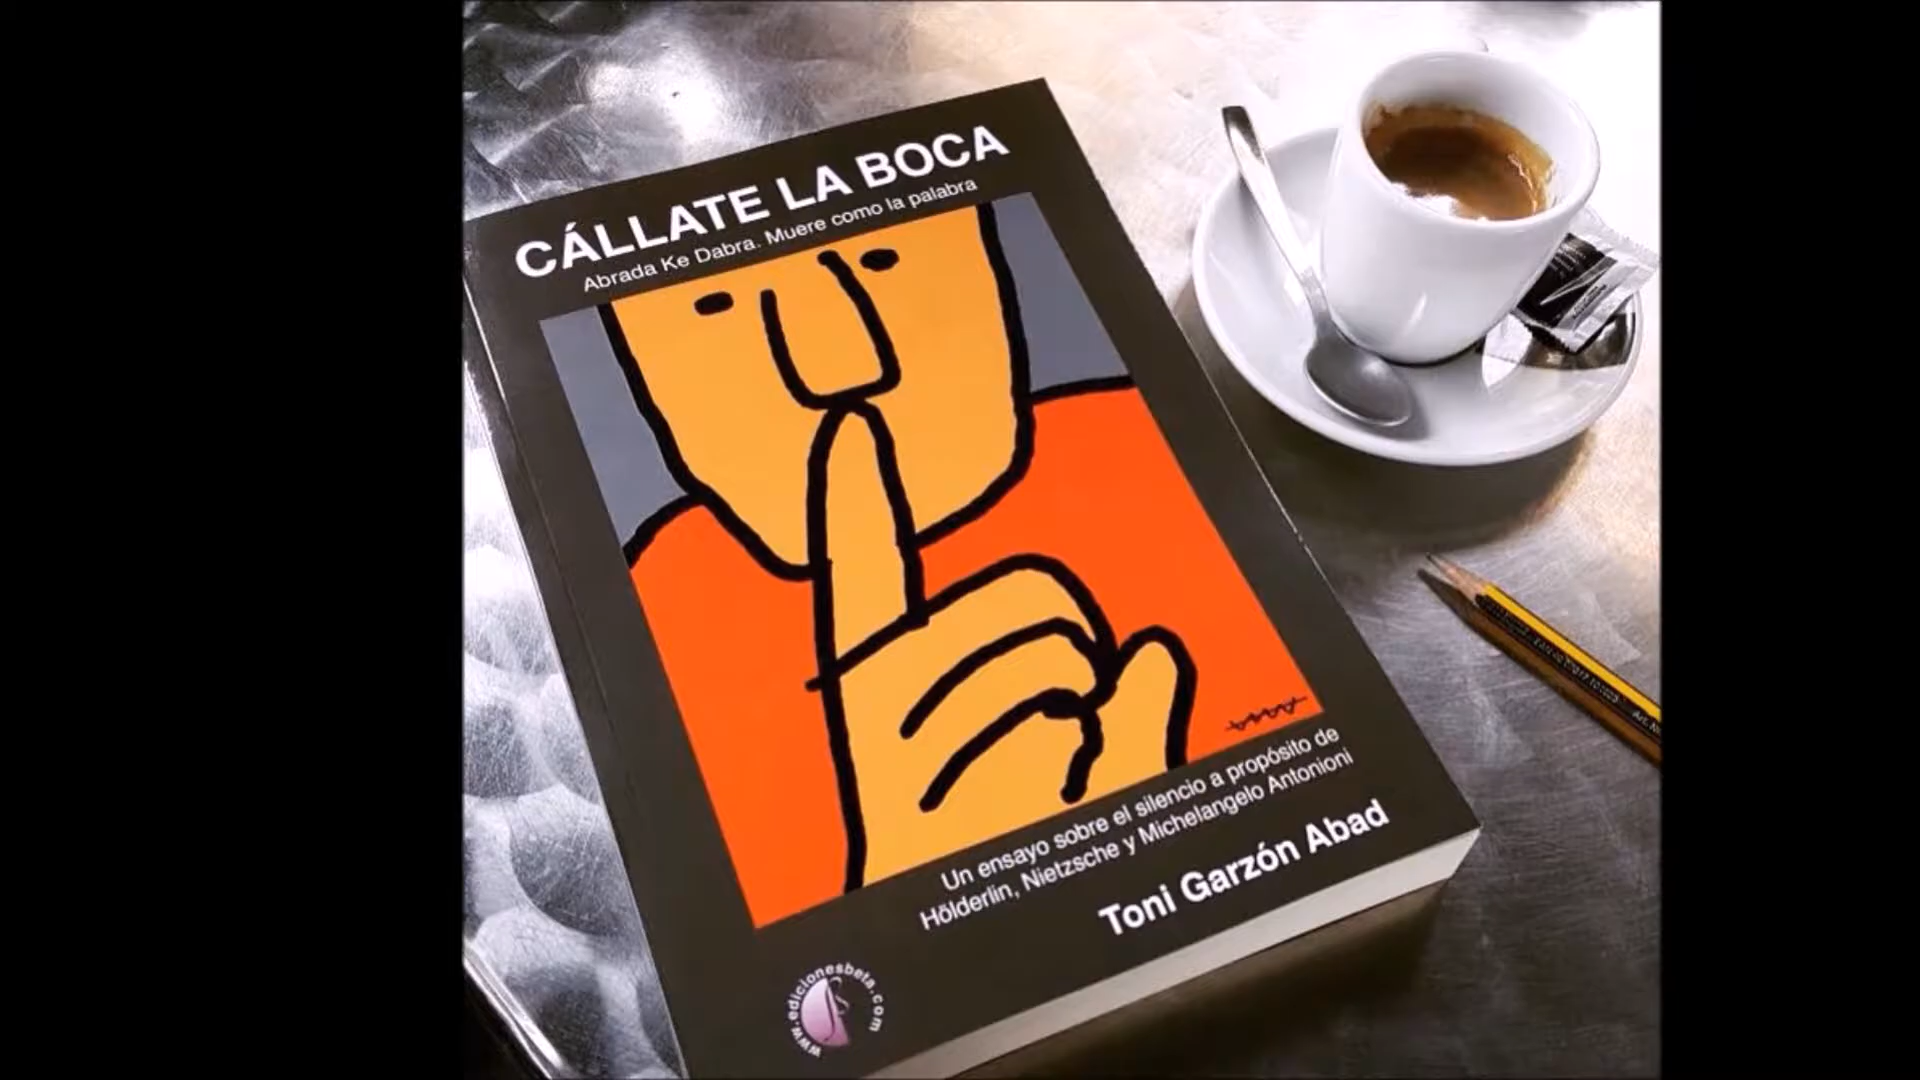 CÁLLATE LA BOCA
Abrada Ke Dabra. Muere como la palabra
Un ensayo sobre el silencio a propósito de
Hölderlin, Nietzsche y Michelangelo Antonioni
Toni Garzón Abad
www.edicionesbeta.com